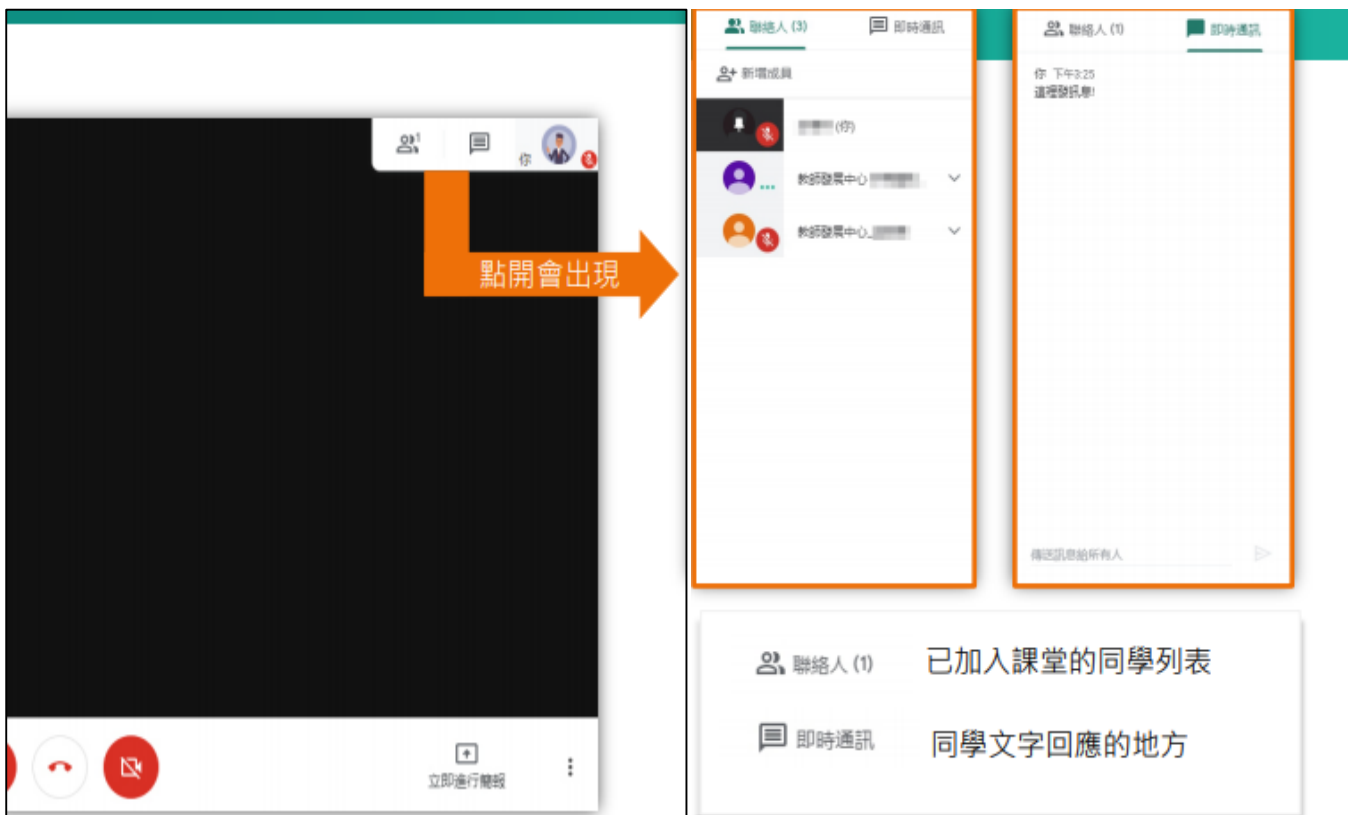 1
你
點開會出現
立即進行簡報
聯絡人 (3)
即時通訊
新增成員
(你)
教師發展中心
教師發展中心_
聯絡人 (1)
即時通訊
你 下午3:25
這裡發訊息!
傳送訊息給所有人
聯絡人 (1) 已加入課堂的同學列表
即時通訊 同學文字回應的地方